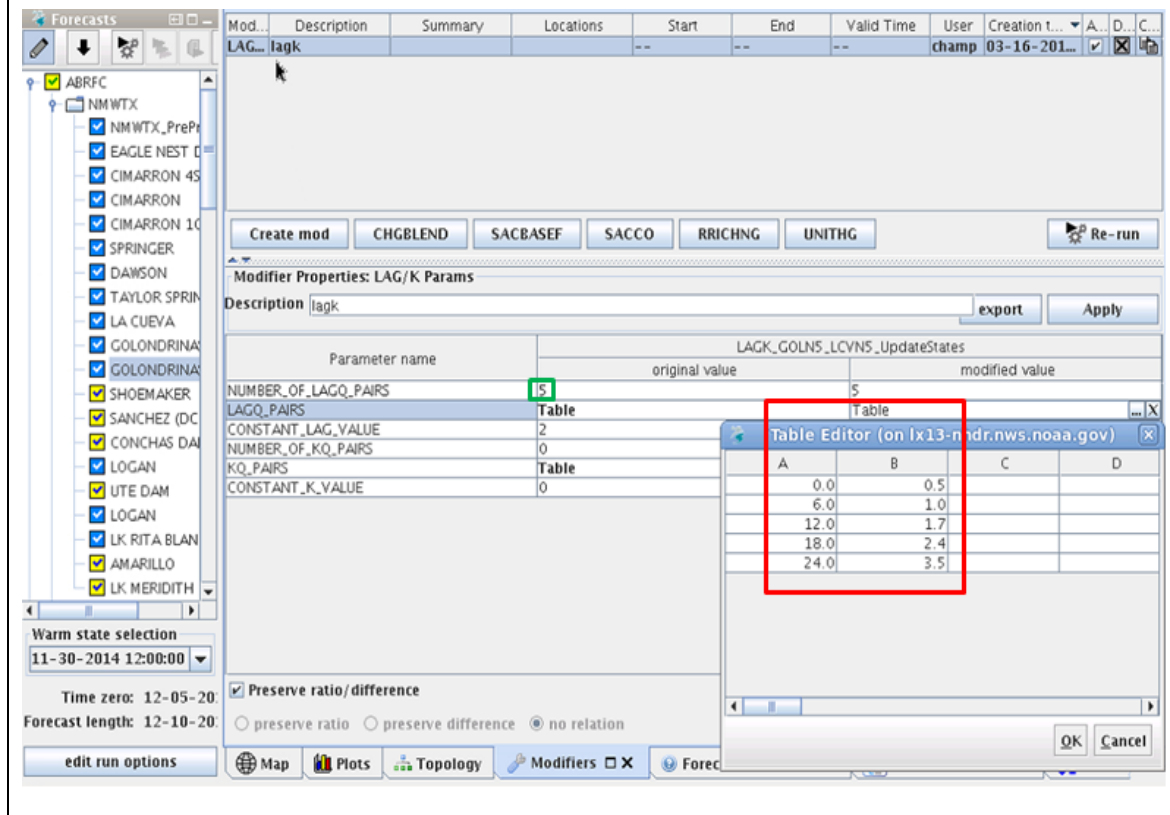 Forecasts
ABRFC
NMWTX
NMWTX_PrePr
EAGLE NEST D
CIMARRON 4S
CIMARRON
CIMARRON 10
SPRINGER
DAWSON
TAYLOR SPRIN
LA CUEVA
GOLONDRINA
GOLONDRINA
SHOEMAKER
SANCHEZ (DC
CONCHAS DA
LOGAN
UTE DAM
LOGAN
LK RITA BLAN
AMARILLO
LK MERIDITH
Warm state selection
11-30-2014 12:00:00
Time zero: 12-05-20
Forecast length: 12-10-20
edit run options
Mod... Description Summary Locations Start End Valid Time User Creation t... A... D... C...
LAG... lagk -- -- -- champ 03-16-201...
Create mod CHGBLEND SACBASEF SACCO RRICHNG UNITHG Re-run
Modifier Properties: LAG/K Params
Description lagk export Apply
Parameter name LAGK_GOLN5_LCVN5_UpdateStates
original value modified value
NUMBER_OF_LAGQ_PAIRS 5 5
LAGQ_PAIRS Table Table ... X
CONSTANT_LAG_VALUE 2
NUMBER_OF_KQ_PAIRS 0
KQ_PAIRS Table
CONSTANT_K_VALUE 0
Table Editor (on lx13-nhdr.nws.noaa.gov)
A B C D
0.0 0.5
6.0 1.0
12.0 1.7
18.0 2.4
24.0 3.5
OK Cancel
Preserve ratio/difference
preserve ratio preserve difference no relation
Map Plots Topology Modifiers Forec